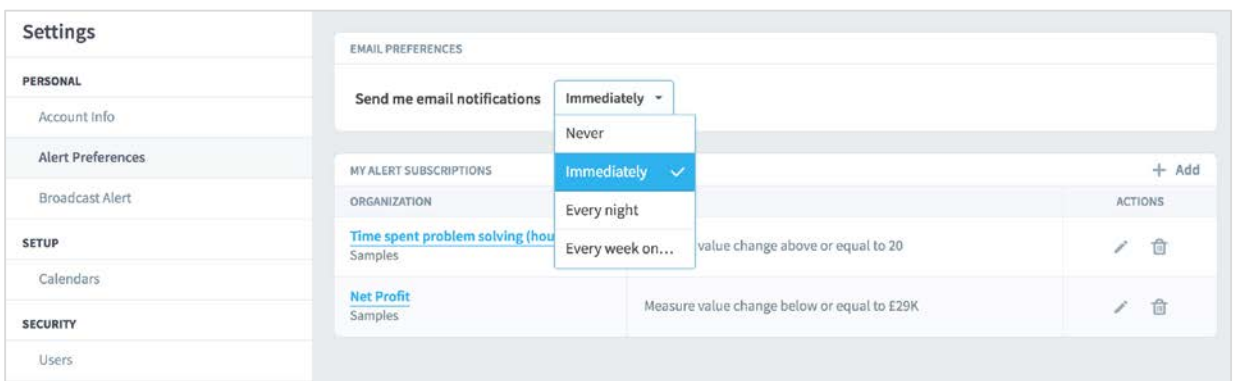 Settings
PERSONAL
Account Info
Alert Preferences
Broadcast Alert
SETUP
Calendars
SECURITY
Users
EMAIL PREFERENCES
Send me email notifications Immediately
Never
Immediately
Every night
Every week on...
MY ALERT SUBSCRIPTIONS + Add
ORGANIZATION ACTIONS
Time spent problem solving (hou
Samples
value change above or equal to 20
Net Profit
Samples
Measure value change below or equal to £29K